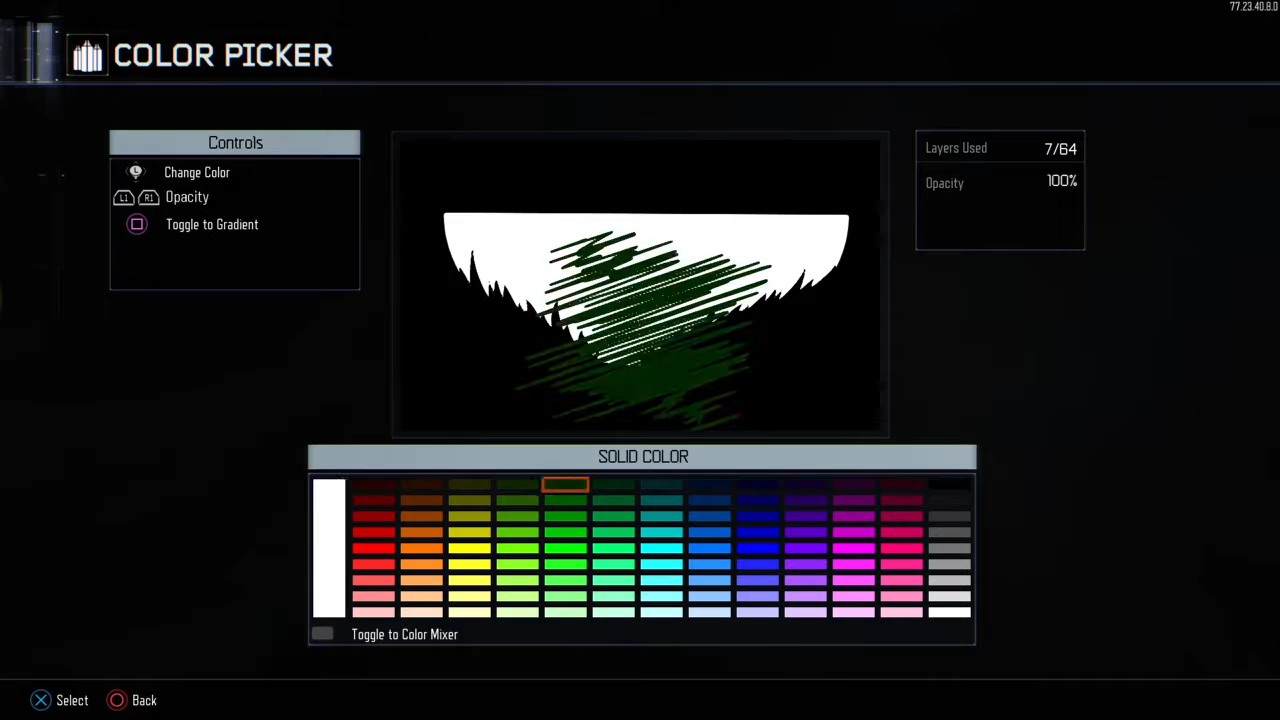 77.23.40.8.0
COLOR PICKER
Controls
L Change Color
L1 R1 Opacity
Toggle to Gradient
Layers Used 7/64
Opacity 100%
SOLID COLOR
Toggle to Color Mixer
Select Back